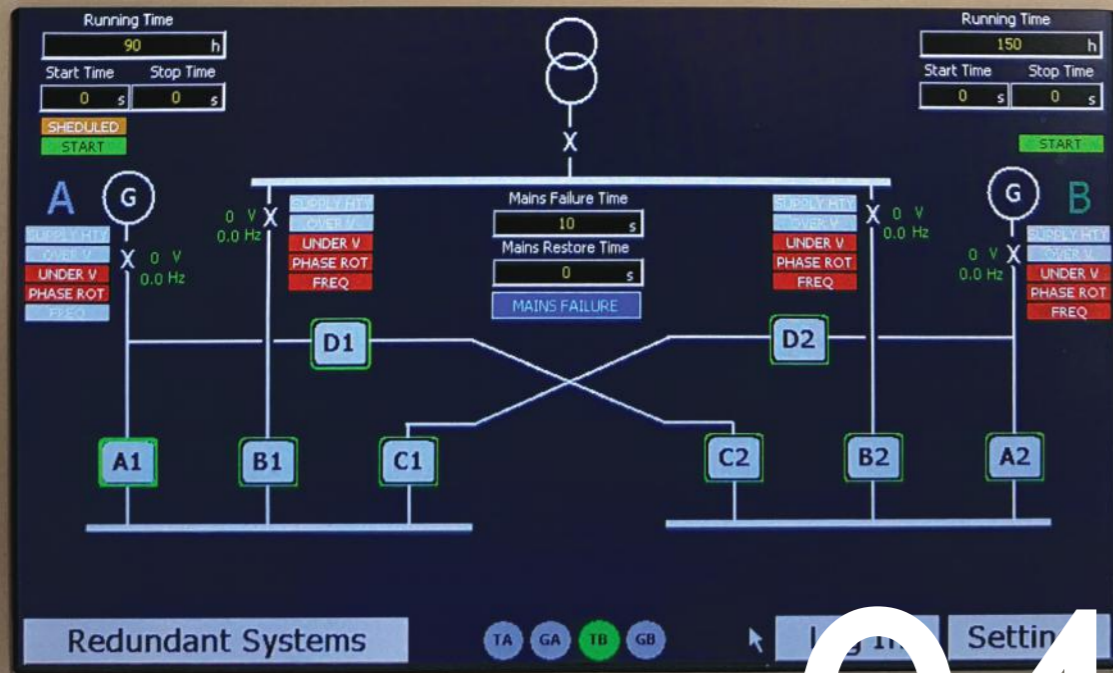 Running Time
90 h
Start Time Stop Time
0 s 0 s
SHEDULED
START
Running Time
150 h
Start Time Stop Time
0 s 0 s
START
X
A
G
X 0 V
0.0 Hz
SUPPLY HTY
OVER V
UNDER V
PHASE ROT
FREQ
0 V X
0.0 Hz
SUPPLY HTY
OVER V
UNDER V
PHASE ROT
FREQ
Mains Failure Time
10 s
Mains Restore Time
0 s
MAINS FAILURE
SUPPLY HTY
OVER V
UNDER V
PHASE ROT
FREQ
X 0 V
0.0 Hz
G
B
0 V X
0.0 Hz
SUPPLY HTY
OVER V
UNDER V
PHASE ROT
FREQ
D1 D2
A1 B1 C1 C2 B2 A2
Redundant Systems
TA GA TB GB